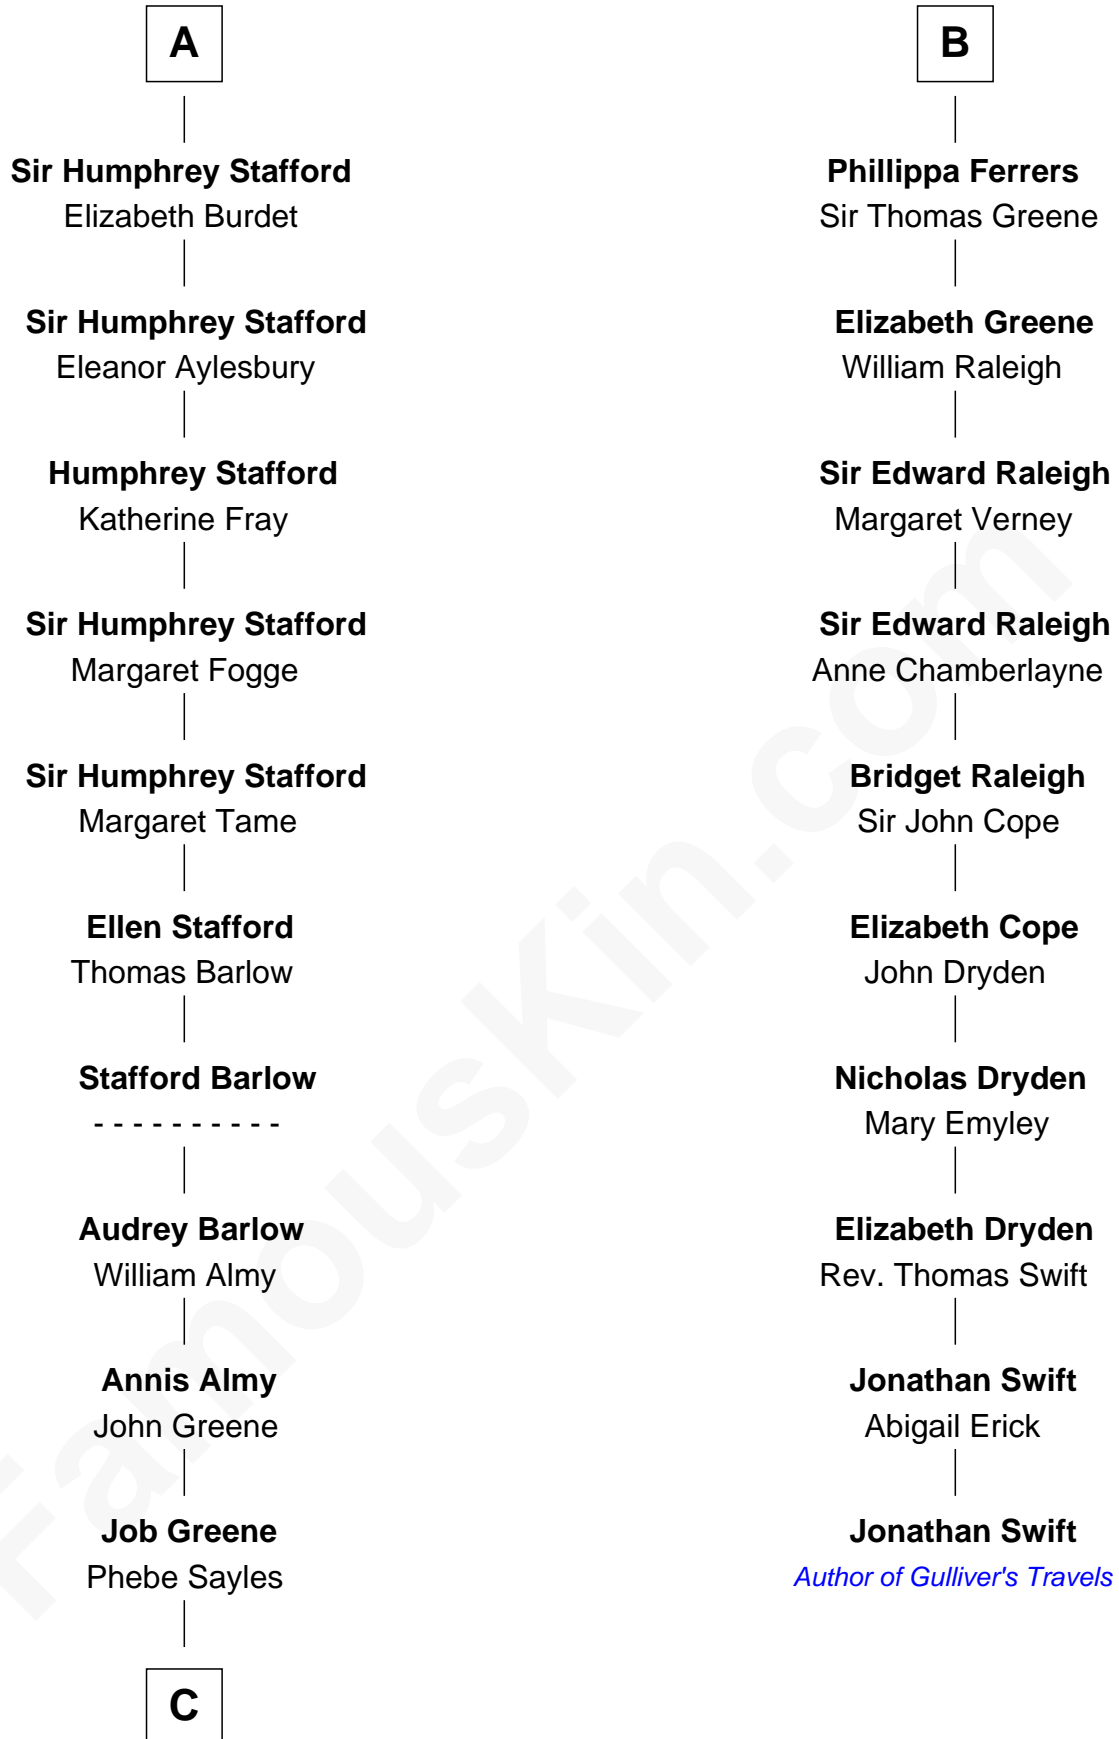 A
Sir Humphrey Stafford
Elizabeth Burdet
Sir Humphrey Stafford
Eleanor Aylesbury
Humphrey Stafford
Katherine Fray
Sir Humphrey Stafford
Margaret Fogge
Sir Humphrey Stafford
Margaret Tame
Ellen Stafford
Thomas Barlow
Stafford Barlow
- - - - - - - - - -
Audrey Barlow
William Almy
Annis Almy
John Greene
Job Greene
Phebe Sayles
C
B
Phillippa Ferrers
Sir Thomas Greene
Elizabeth Greene
William Raleigh
Sir Edward Raleigh
Margaret Verney
Sir Edward Raleigh
Anne Chamberlayne
Bridget Raleigh
Sir John Cope
Elizabeth Cope
John Dryden
Nicholas Dryden
Mary Emyley
Elizabeth Dryden
Rev. Thomas Swift
Jonathan Swift
Abigail Erick
Jonathan Swift
Author of Gulliver's Travels
FamousKin.com